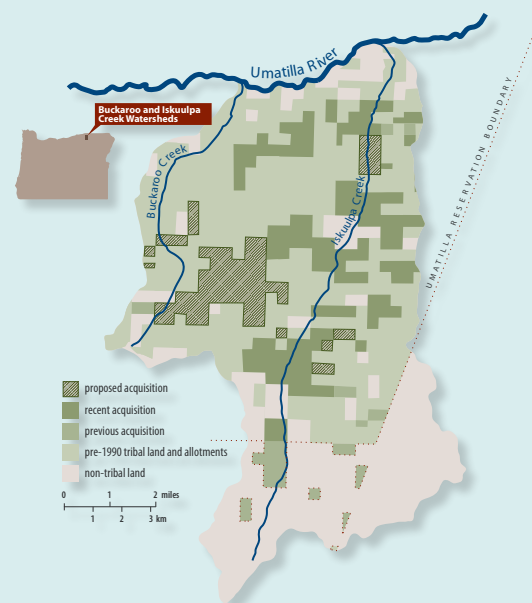 Umatilla River
Buckaroo and Iskuulpa
Creek Watersheds
Buckaroo Creek
Iskuulpa Creek
UMATILLA RESERVATION BOUNDARY
proposed acquisition
recent acquisition
previous acquisition
pre-1990 tribal land and allotments
non-tribal land
0 1 2 miles
1 2 3 km